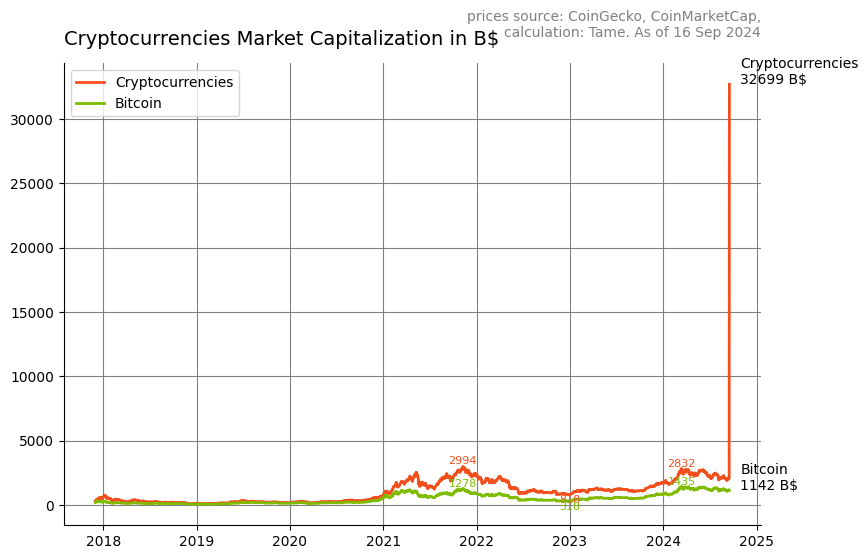 prices source: CoinGecko, CoinMarketCap,
calculation: Tame. As of 16 Sep 2024
Cryptocurrencies Market Capitalization in B$
Cryptocurrencies
32699 B$
Cryptocurrencies
Bitcoin
30000
25000
20000
15000
10000
5000
0
2994
1278
318
2832
1435
Bitcoin
1142 B$
2018
2019
2020
2021
2022
2023
2024
2025